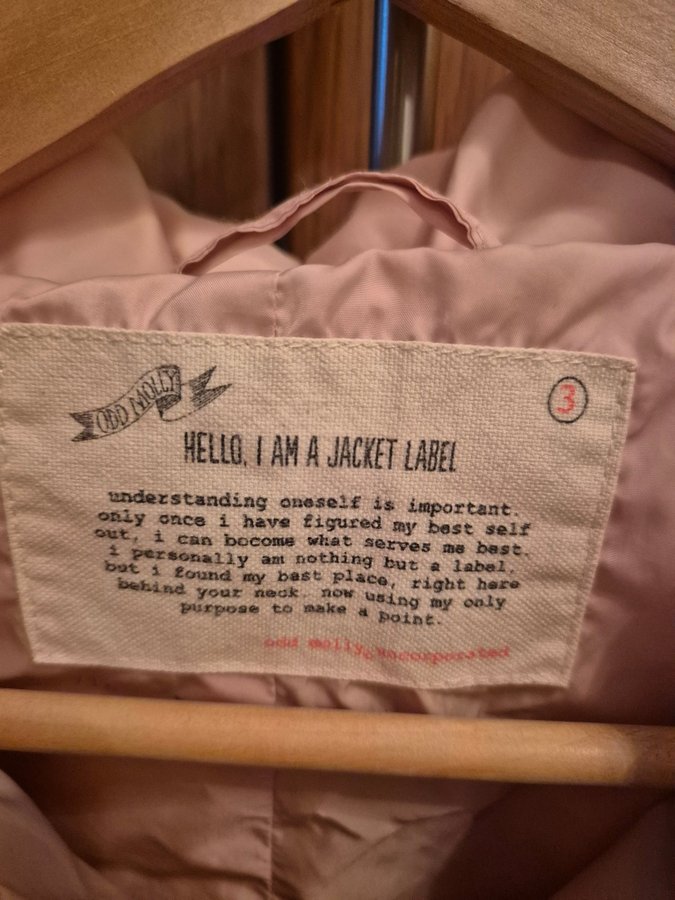 ODD MOLLY
3
HELLO, I AM A JACKET LABEL
understanding oneself is important.
only once i have figured my best self
out, i can become what serves me best.
i personally am nothing but a label.
but i found my best place, right here
behind your neck. now using my only
purpose to make a point.
odd molly, uncorporated